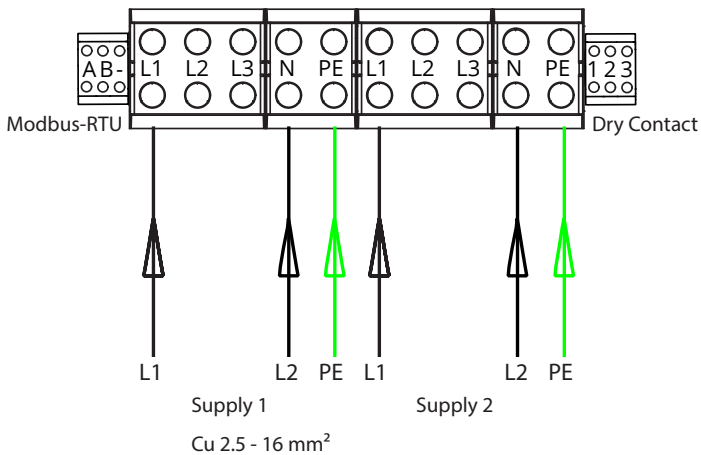 A B - L1 L2 L3 N PE L1 L2 L3 N PE 1 2 3
Modbus-RTU Dry Contact
L1 L2 PE L1 L2 PE
Supply 1 Supply 2
Cu 2.5 - 16 mm²